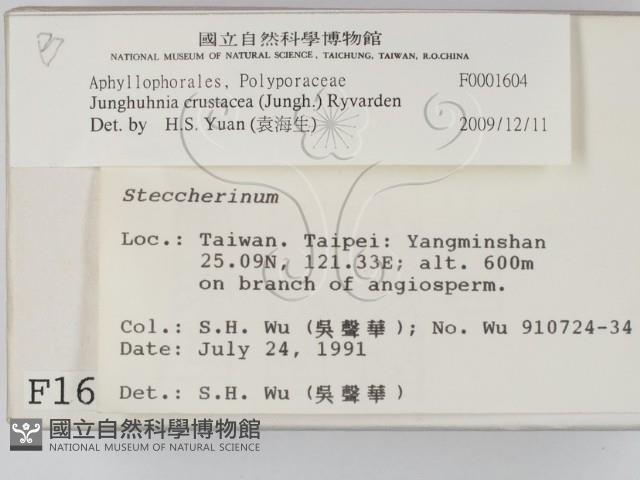 國立自然科學博物館
NATIONAL MUSEUM OF NATURAL SCIENCE, TAICHUNG, TAIWAN, R.O.CHINA
Aphyllophorales, Polyporaceae F0001604
Junghuhnia crustacea (Jungh.) Ryvarden
Det. by H.S. Yuan (袁海生) 2009/12/11
Steccherinum
Loc.: Taiwan. Taipei: Yangminshan
25.09N, 121.33E; alt. 600m
on branch of angiosperm.
Col.: S.H. Wu (吳聲華); No. Wu 910724-34
Date: July 24, 1991
F16
Det.: S.H. Wu (吳聲華)
國立自然科學博物館
NATIONAL MUSEUM OF NATURAL SCIENCE